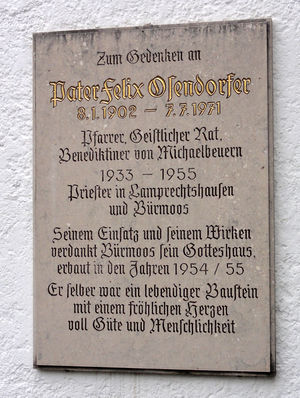 Zum Gedenken an
Pater Felix Osendorfer
8.1.1902 – 7.7.1971
Pfarrer, Geistlicher Rat,
Benediktiner von Michaelbeuern
1933 – 1955
Priester in Lamprechtshausen
und Bürmoos
Seinem Einsatz und seinem Wirken
verdankt Bürmoos sein Gotteshaus,
erbaut in den Jahren 1954 / 55
Er selber war ein lebendiger Baustein
mit einem fröhlichen Herzen
voll Güte und Menschlichkeit